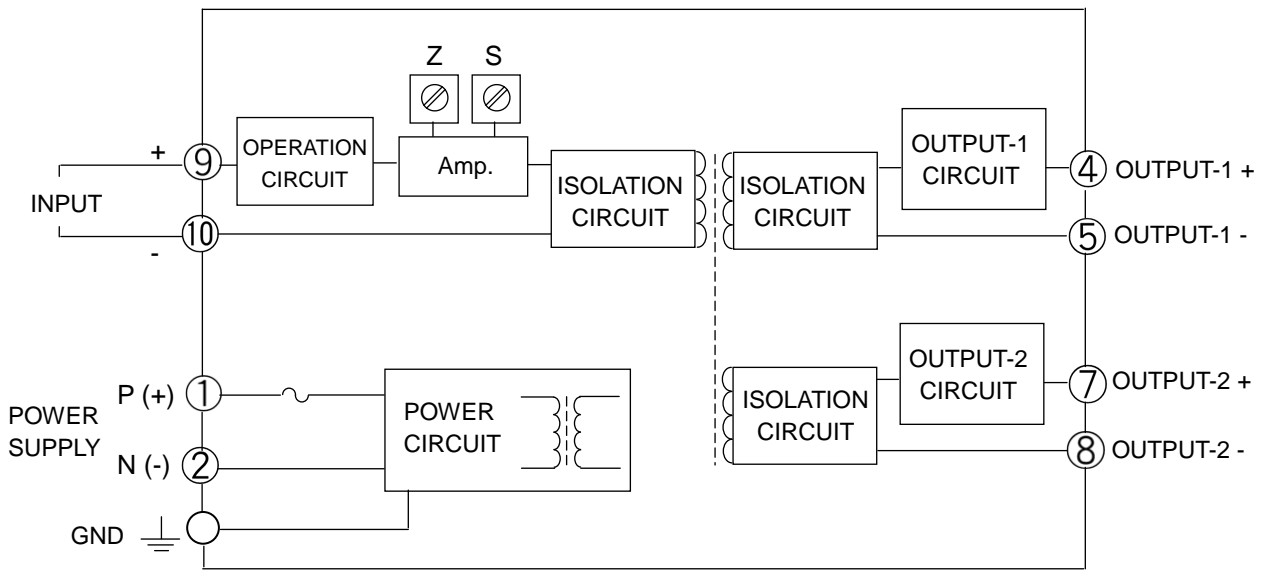 Z S
+
9
OPERATION
CIRCUIT
Amp.
ISOLATION
CIRCUIT
ISOLATION
CIRCUIT
OUTPUT-1
CIRCUIT
4 OUTPUT-1 +
INPUT
10
-
5 OUTPUT-1 -
P (+) 1
POWER
SUPPLY
N (-) 2
GND
POWER
CIRCUIT
ISOLATION
CIRCUIT
OUTPUT-2
CIRCUIT
7 OUTPUT-2 +
8 OUTPUT-2 -